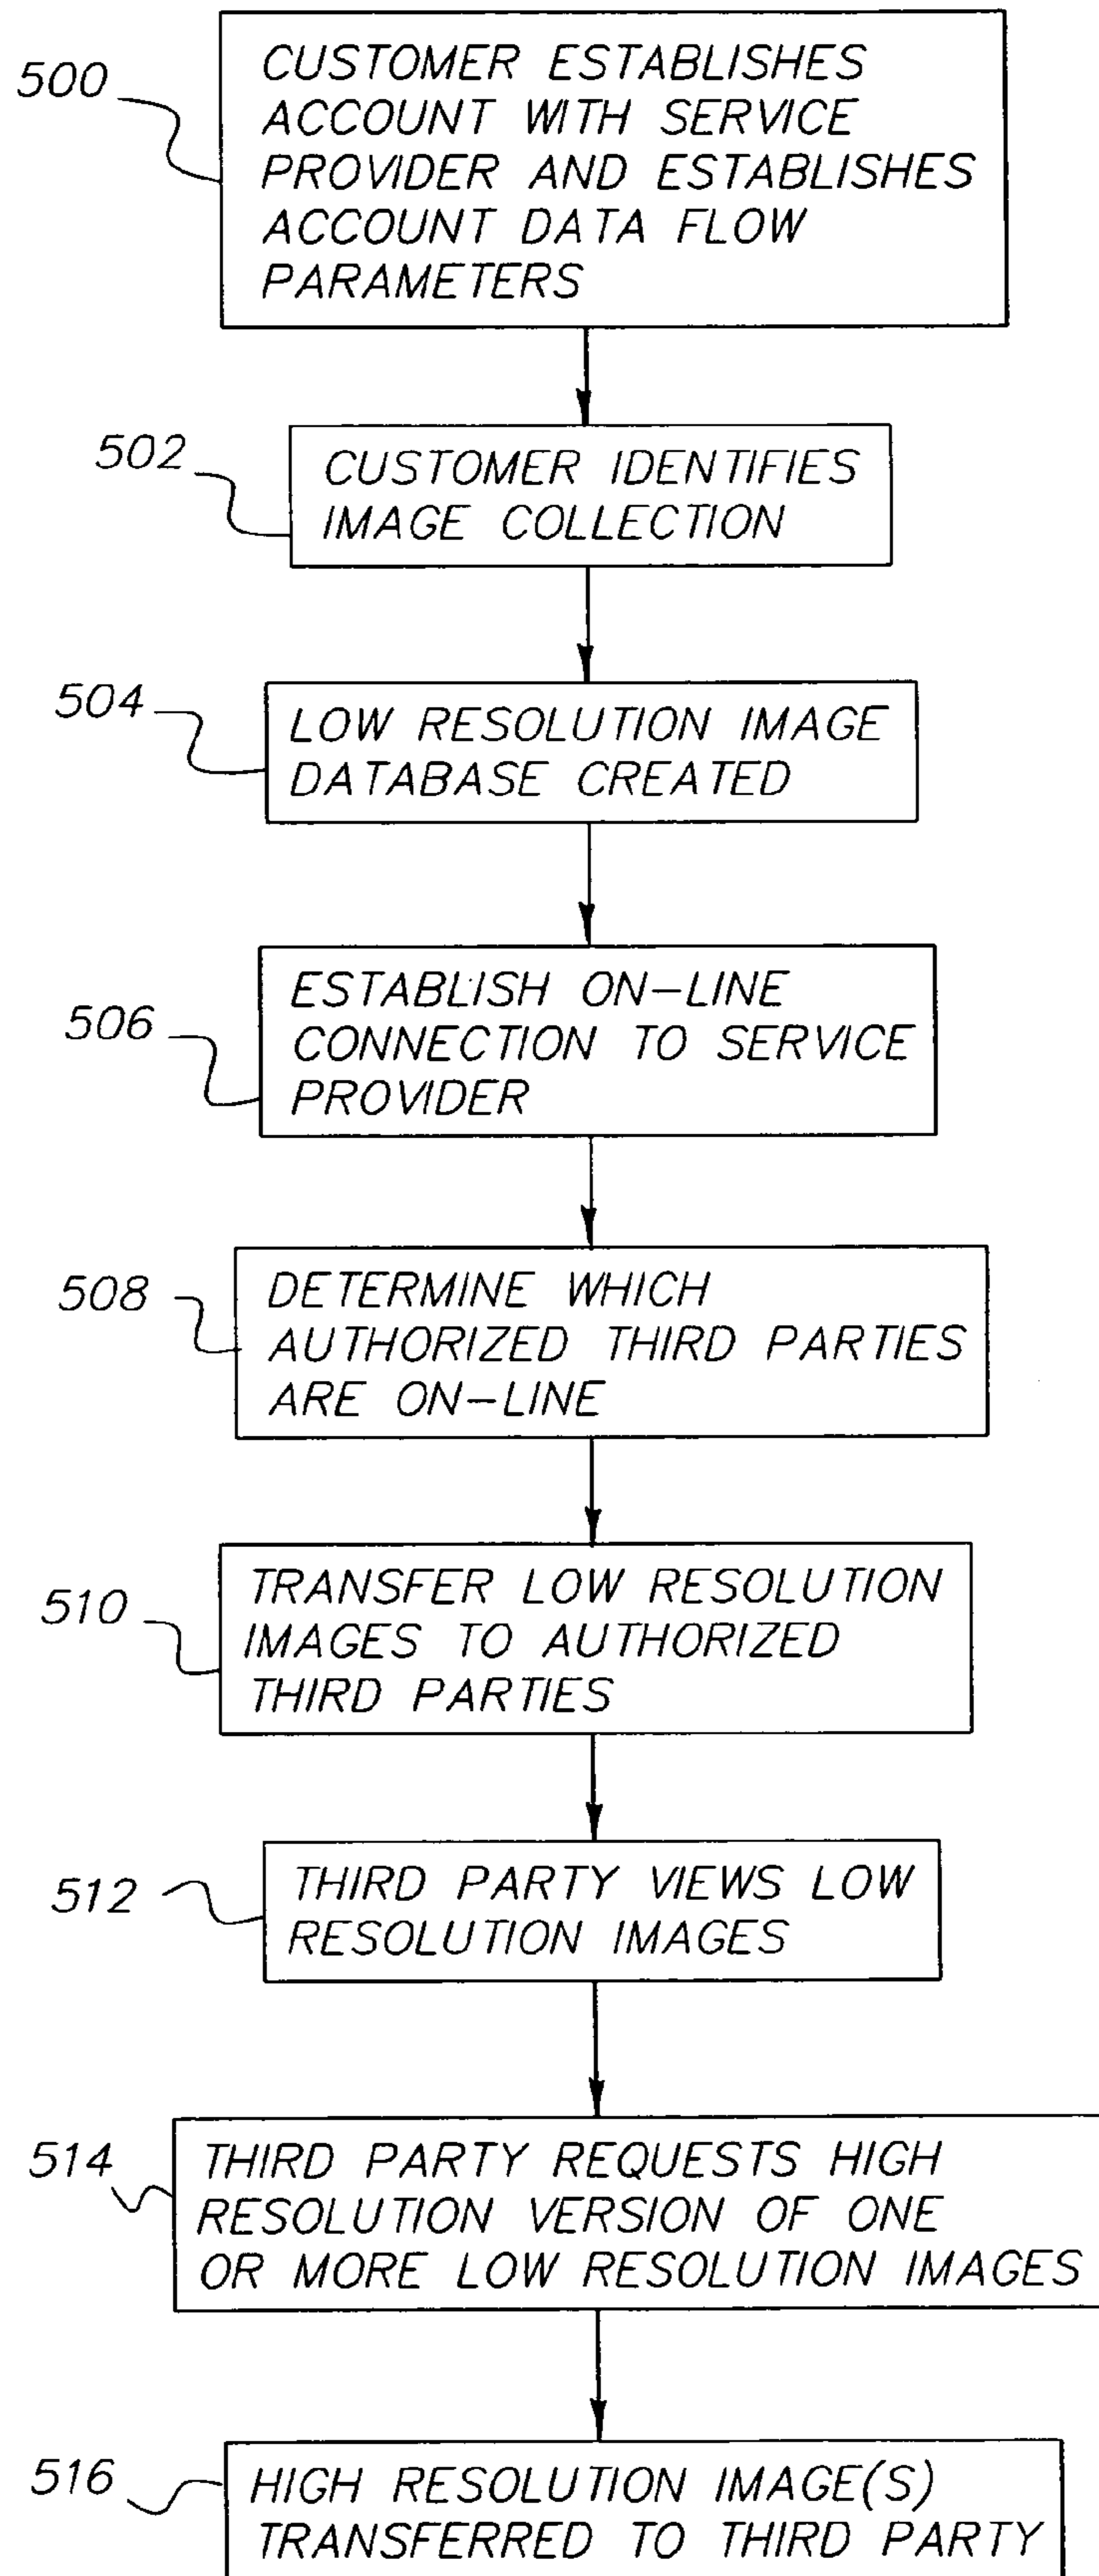 500
CUSTOMER ESTABLISHES
ACCOUNT WITH SERVICE
PROVIDER AND ESTABLISHES
ACCOUNT DATA FLOW
PARAMETERS
502
CUSTOMER IDENTIFIES
IMAGE COLLECTION
504
LOW RESOLUTION IMAGE
DATABASE CREATED
506
ESTABLISH ON-LINE
CONNECTION TO SERVICE
PROVIDER
508
DETERMINE WHICH
AUTHORIZED THIRD PARTIES
ARE ON-LINE
510
TRANSFER LOW RESOLUTION
IMAGES TO AUTHORIZED
THIRD PARTIES
512
THIRD PARTY VIEWS LOW
RESOLUTION IMAGES
514
THIRD PARTY REQUESTS HIGH
RESOLUTION VERSION OF ONE
OR MORE LOW RESOLUTION IMAGES
516
HIGH RESOLUTION IMAGE(S)
TRANSFERRED TO THIRD PARTY